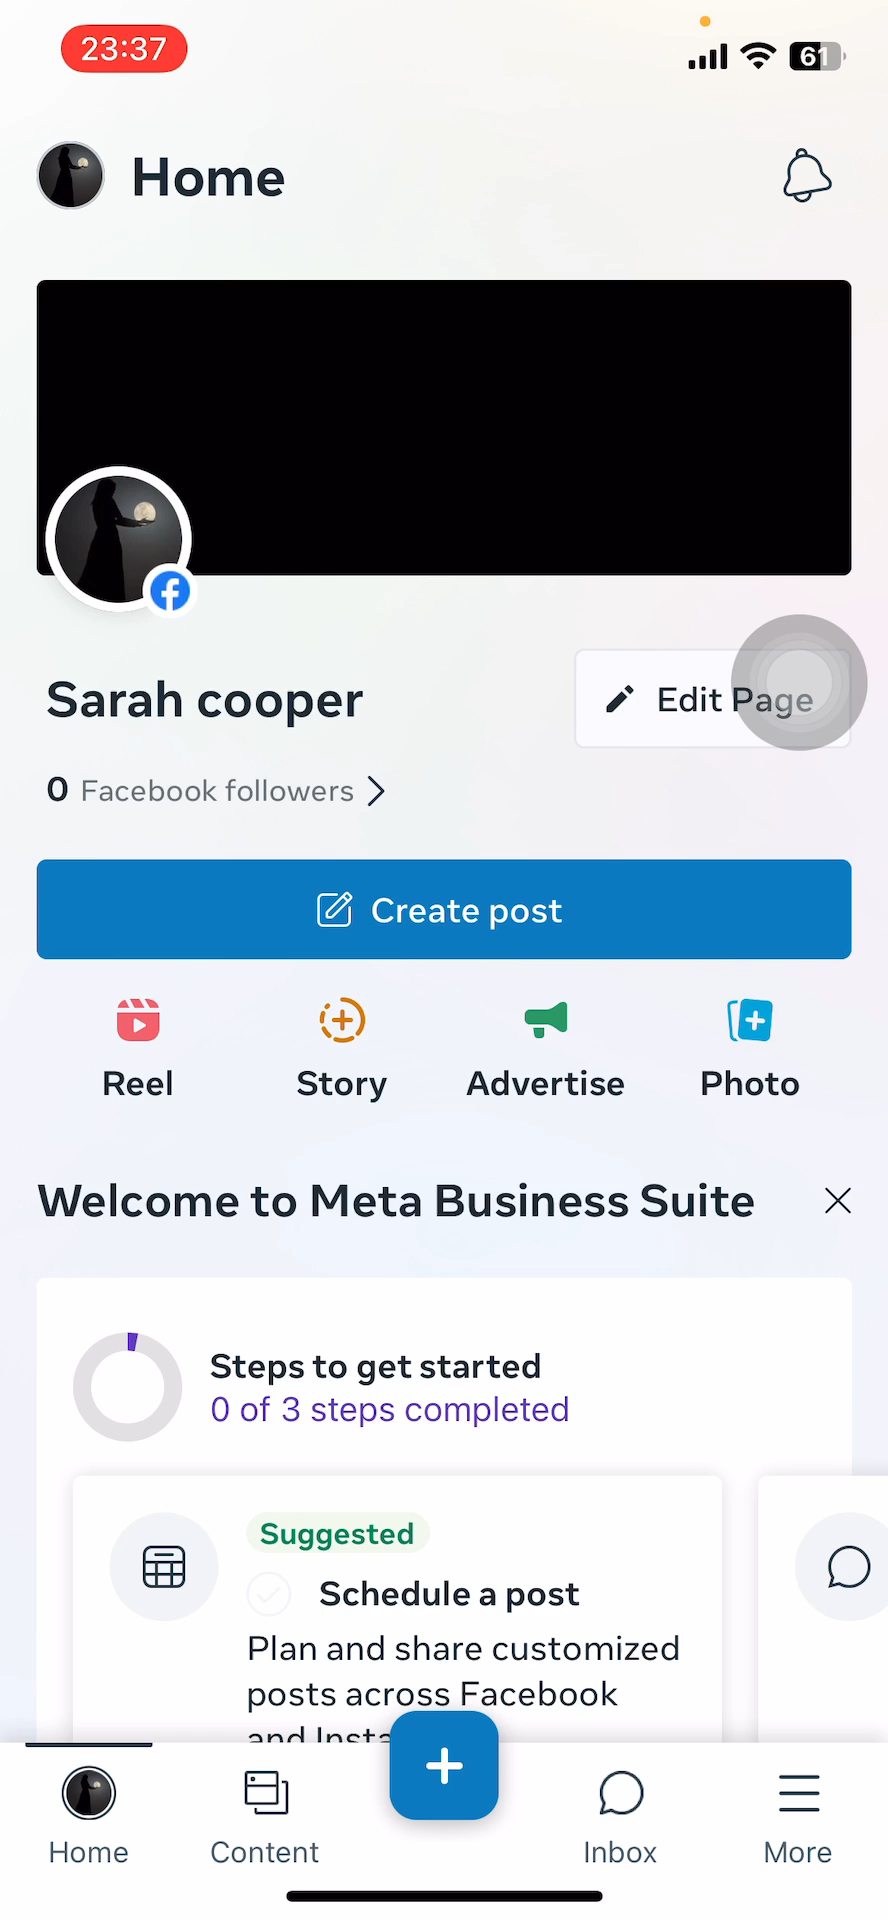 23:37
61
Home
Sarah cooper
Edit Page
0 Facebook followers
Create post
Reel
Story
Advertise
Photo
Welcome to Meta Business Suite
Steps to get started
0 of 3 steps completed
Suggested
Schedule a post
Plan and share customized
posts across Facebook
and
Home
Content
Inbox
More